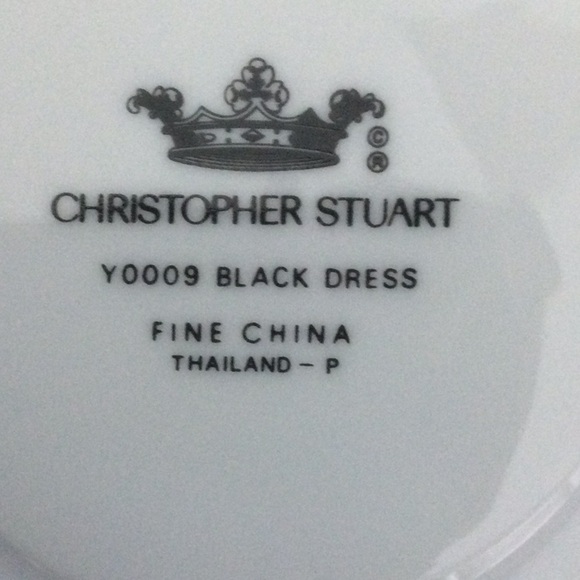 ©
®
CHRISTOPHER STUART
Y0009 BLACK DRESS
FINE CHINA
THAILAND – P